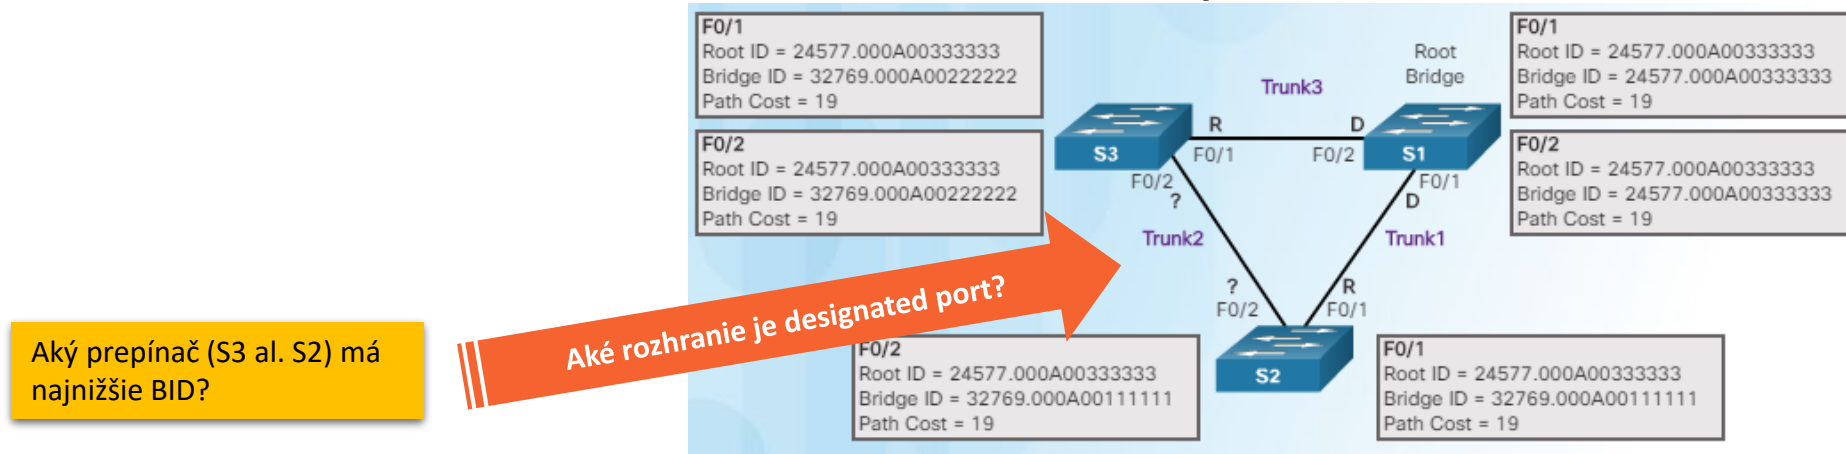 F0/1
Root ID = 24577.000A00333333
Bridge ID = 32769.000A00222222
Path Cost = 19
F0/2
Root ID = 24577.000A00333333
Bridge ID = 32769.000A00222222
Path Cost = 19
Root
Bridge
Trunk3
R
D
S3
F0/1
F0/2
S1
F0/2
?
F0/1
D
Trunk2
Trunk1
F0/1
Root ID = 24577.000A00333333
Bridge ID = 24577.000A00333333
Path Cost = 19
F0/2
Root ID = 24577.000A00333333
Bridge ID = 24577.000A00333333
Path Cost = 19
Aké rozhranie je designated port?
?
R
F0/2
F0/1
S2
Aký prepínač (S3 al. S2) má
najnižšie BID?
F0/2
Root ID = 24577.000A00333333
Bridge ID = 32769.000A00111111
Path Cost = 19
F0/1
Root ID = 24577.000A00333333
Bridge ID = 32769.000A00111111
Path Cost = 19